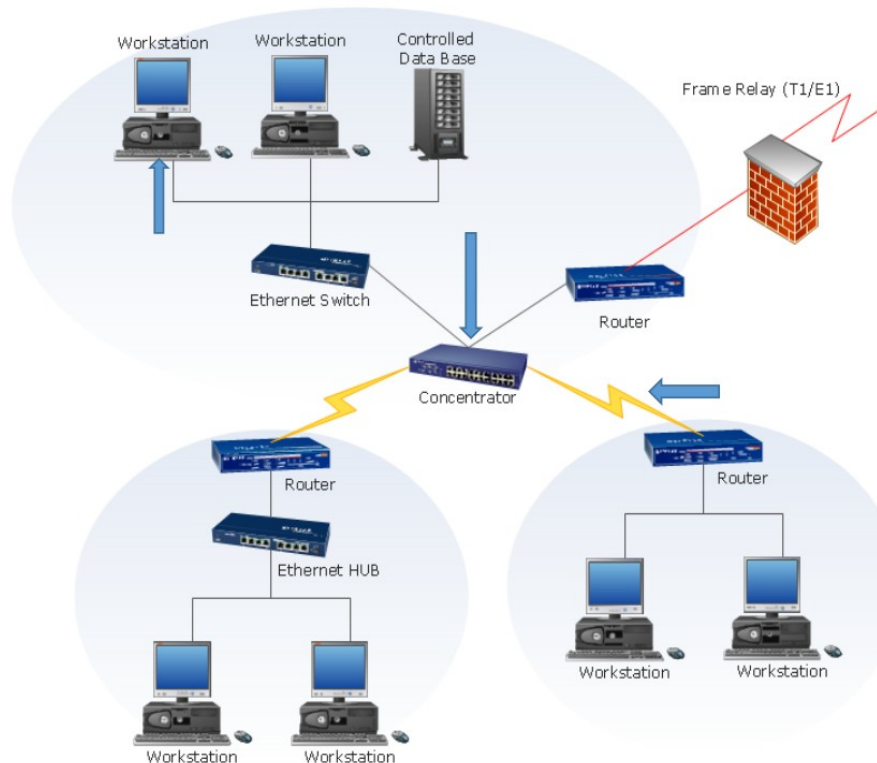 Workstation
Workstation
Controlled
Data Base
Frame Relay (T1/E1)
Ethernet Switch
Router
Concentrator
Router
Router
Ethernet HUB
Workstation
Workstation
Workstation
Workstation